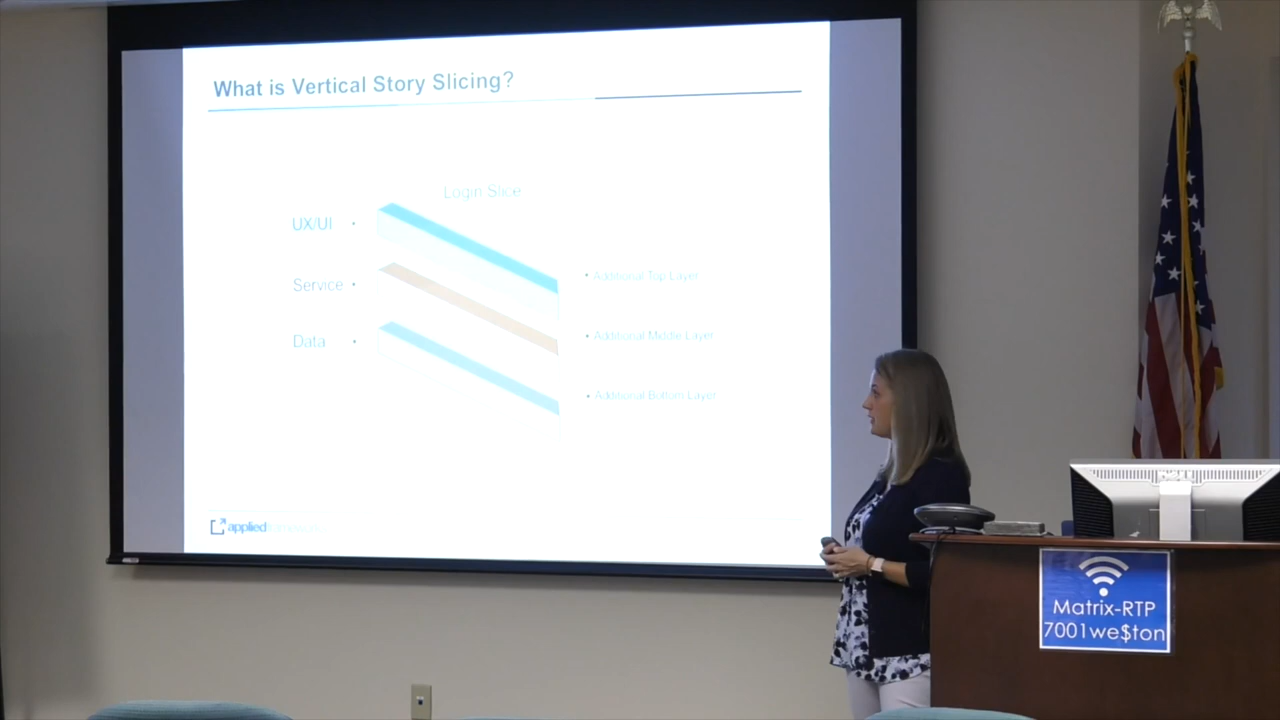 What is Vertical Story Slicing?
Login Slice
UX/UI
Service
Data
Additional Top Layer
Additional Middle Layer
Additional Bottom Layer
applied
Matrix-RTP
7001we$ton